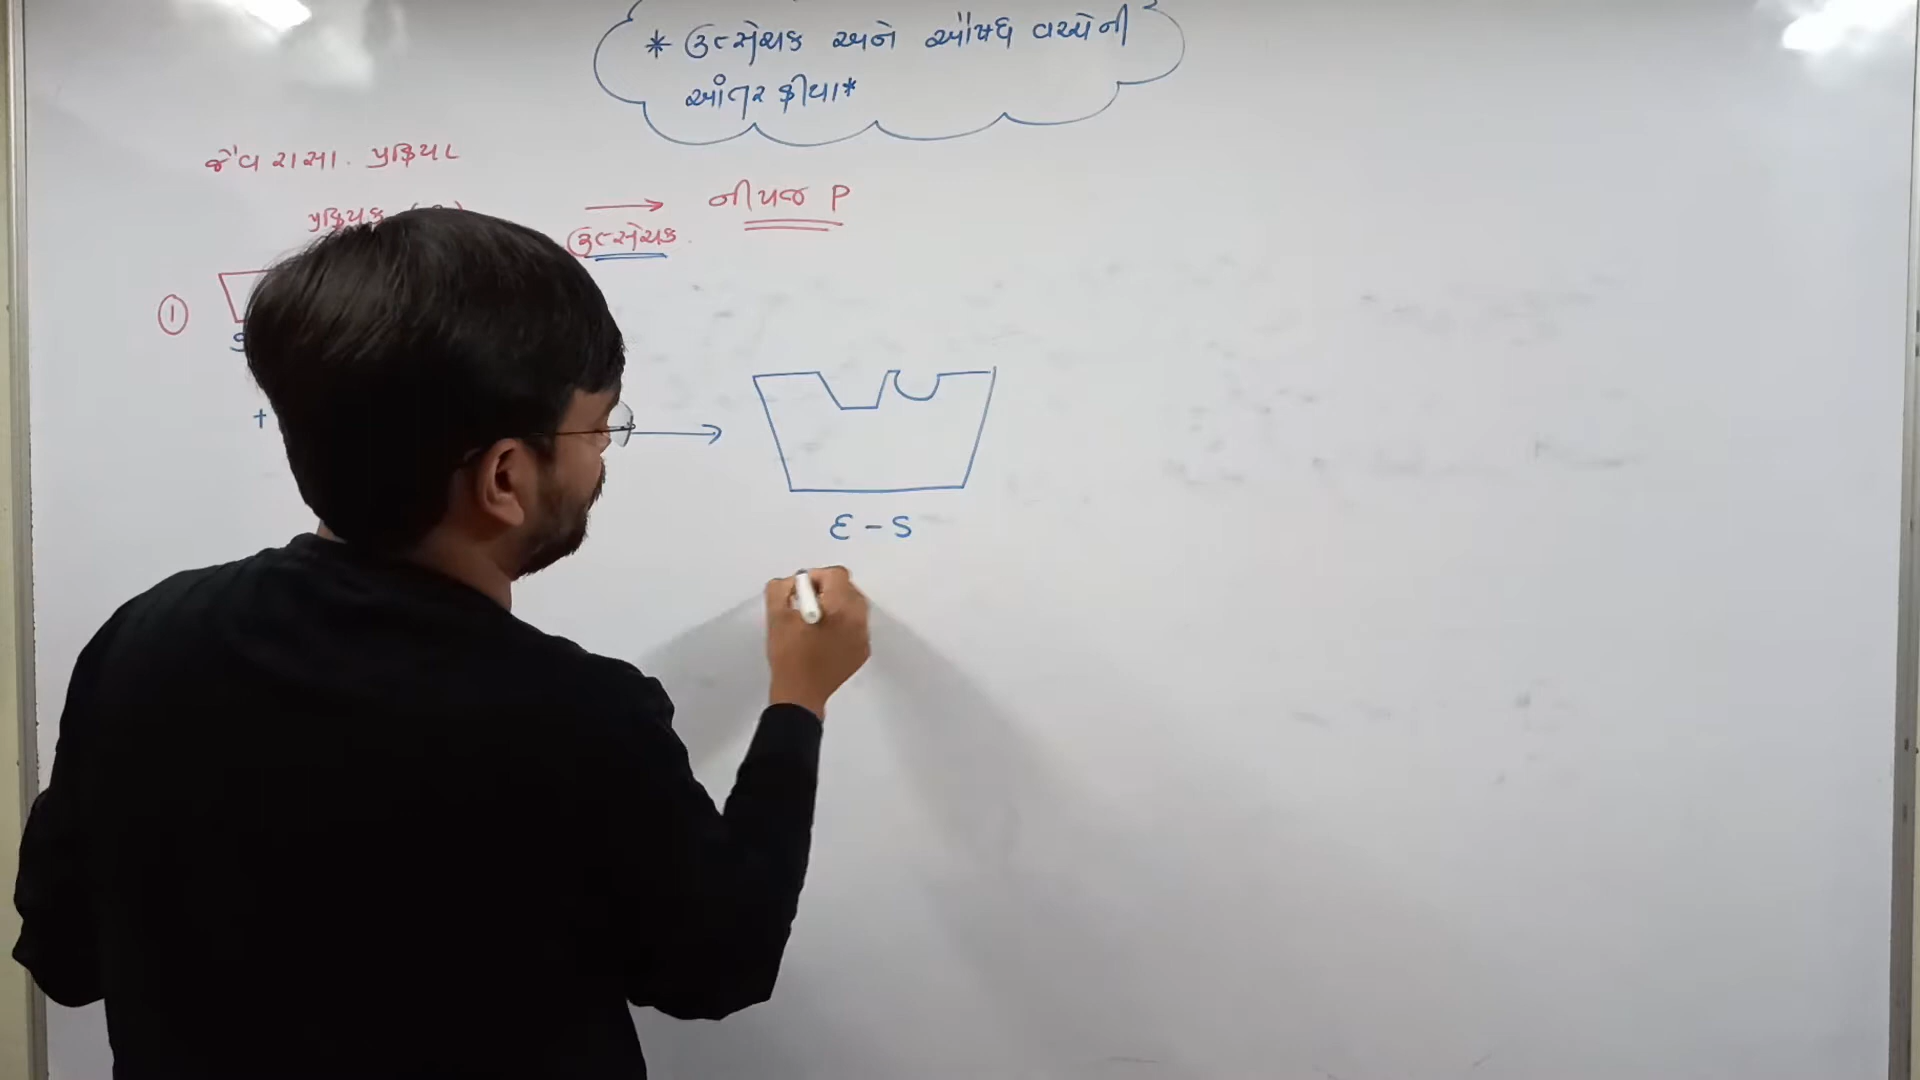 * ઉત્સેચક અને ઔષધ વચ્ચેની
આંતર ક્રીયા*
જૈવ રાસા. પ્રક્રિયા
પ્રક્રિયક → નીપજ P
ઉત્સેચક
①
+ →
E - S